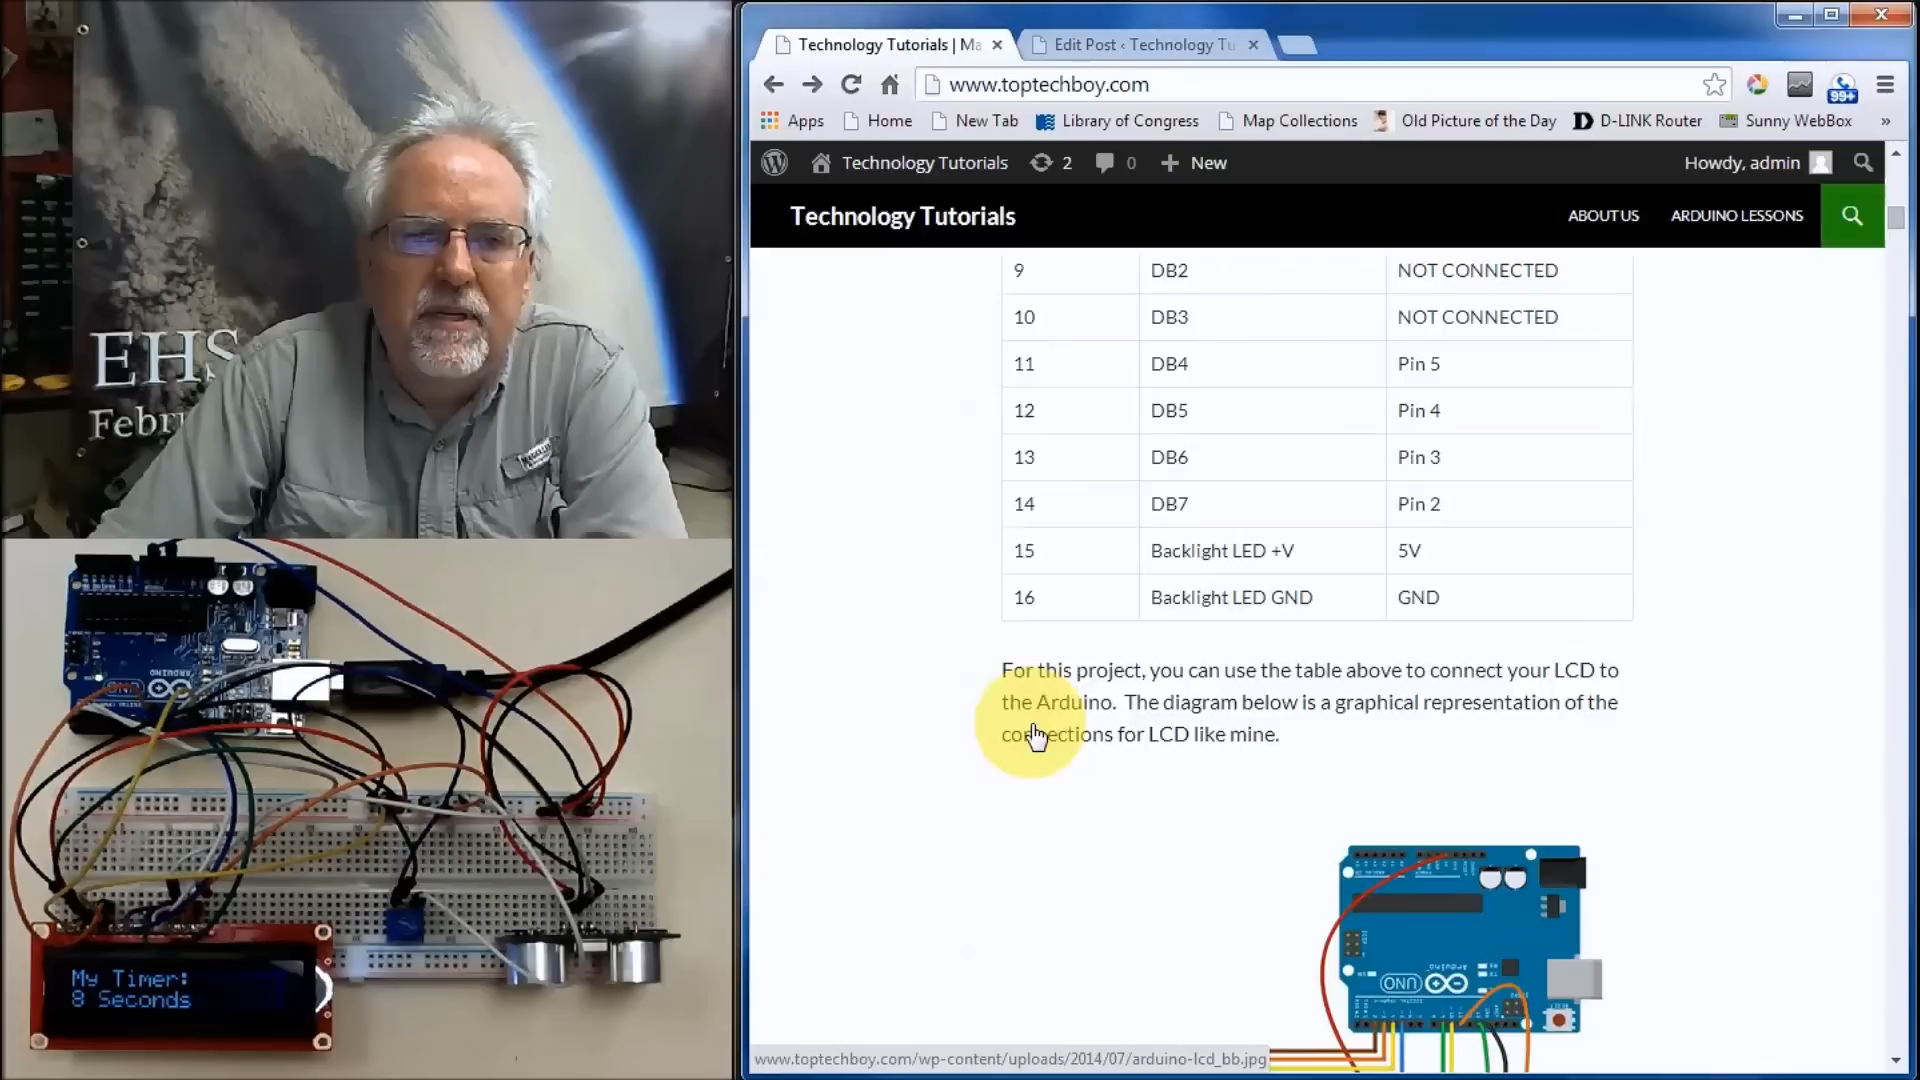 Technology Tutorials | Ma
Edit Post ‹ Technology Tu
www.toptechboy.com
99+
Apps
Home
New Tab
Library of Congress
Map Collections
Old Picture of the Day
D-LINK Router
Sunny WebBox
»
Technology Tutorials
2
0
New
Howdy, admin
Technology Tutorials
ABOUT US
ARDUINO LESSONS
9 DB2 NOT CONNECTED
10 DB3 NOT CONNECTED
11 DB4 Pin 5
12 DB5 Pin 4
13 DB6 Pin 3
14 DB7 Pin 2
15 Backlight LED +V 5V
16 Backlight LED GND GND
For this project, you can use the table above to connect your LCD to
the Arduino. The diagram below is a graphical representation of the
connections for LCD like mine.
Arduino
UNO
www.toptechboy.com/wp-content/uploads/2014/07/arduino-lcd_bb.jpg
EHS
Febru
ARDUINO
UNO
My Timer:
8 Seconds